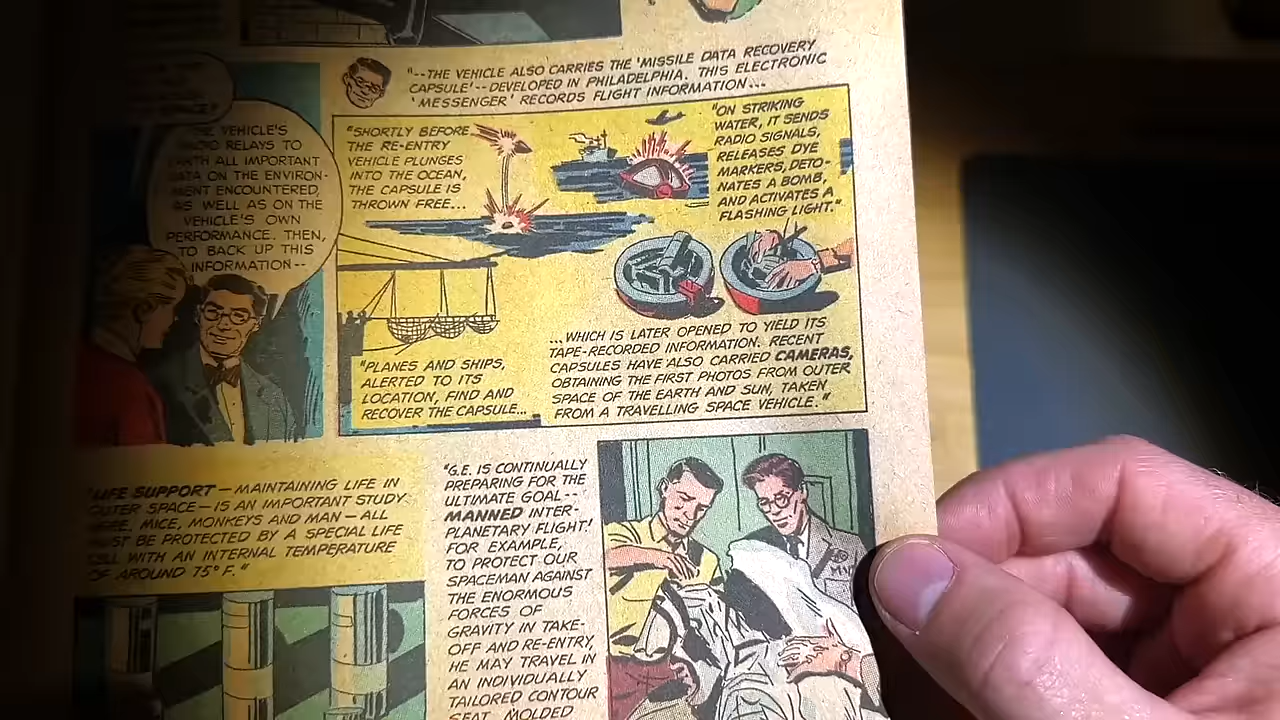 "--THE VEHICLE ALSO CARRIES THE 'MISSILE DATA RECOVERY
CAPSULE'--DEVELOPED IN PHILADELPHIA. THIS ELECTRONIC
'MESSENGER' RECORDS FLIGHT INFORMATION...
VEHICLE'S
RELAYS TO
ALL IMPORTANT
ON THE ENVIRON-
MENT ENCOUNTERED,
AS WELL AS ON THE
VEHICLE'S OWN
PERFORMANCE. THEN,
TO BACK UP THIS
INFORMATION--
"SHORTLY BEFORE
THE RE-ENTRY
VEHICLE PLUNGES
INTO THE OCEAN,
THE CAPSULE IS
THROWN FREE...
"ON STRIKING
WATER, IT SENDS
RADIO SIGNALS,
RELEASES DYE
MARKERS, DETO-
NATES A BOMB,
AND ACTIVATES A
FLASHING LIGHT."
"PLANES AND SHIPS,
ALERTED TO ITS
LOCATION, FIND AND
RECOVER THE CAPSULE...
...WHICH IS LATER OPENED TO YIELD ITS
TAPE-RECORDED INFORMATION. RECENT
CAPSULES HAVE ALSO CARRIED CAMERAS,
OBTAINING THE FIRST PHOTOS FROM OUTER
SPACE OF THE EARTH AND SUN, TAKEN
FROM A TRAVELLING SPACE VEHICLE."
"LIFE SUPPORT — MAINTAINING LIFE IN
OUTER SPACE — IS AN IMPORTANT STUDY
HERE, MICE, MONKEYS AND MAN — ALL
MUST BE PROTECTED BY A SPECIAL LIFE
CELL WITH AN INTERNAL TEMPERATURE
OF AROUND 75° F."
"G.E. IS CONTINUALLY
PREPARING FOR THE
ULTIMATE GOAL--
MANNED INTER-
PLANETARY FLIGHT!
FOR EXAMPLE,
TO PROTECT OUR
SPACEMAN AGAINST
THE ENORMOUS
FORCES OF
GRAVITY IN TAKE-
OFF AND RE-ENTRY,
HE MAY TRAVEL IN
AN INDIVIDUALLY
TAILORED CONTOUR
SEAT, MOLDED